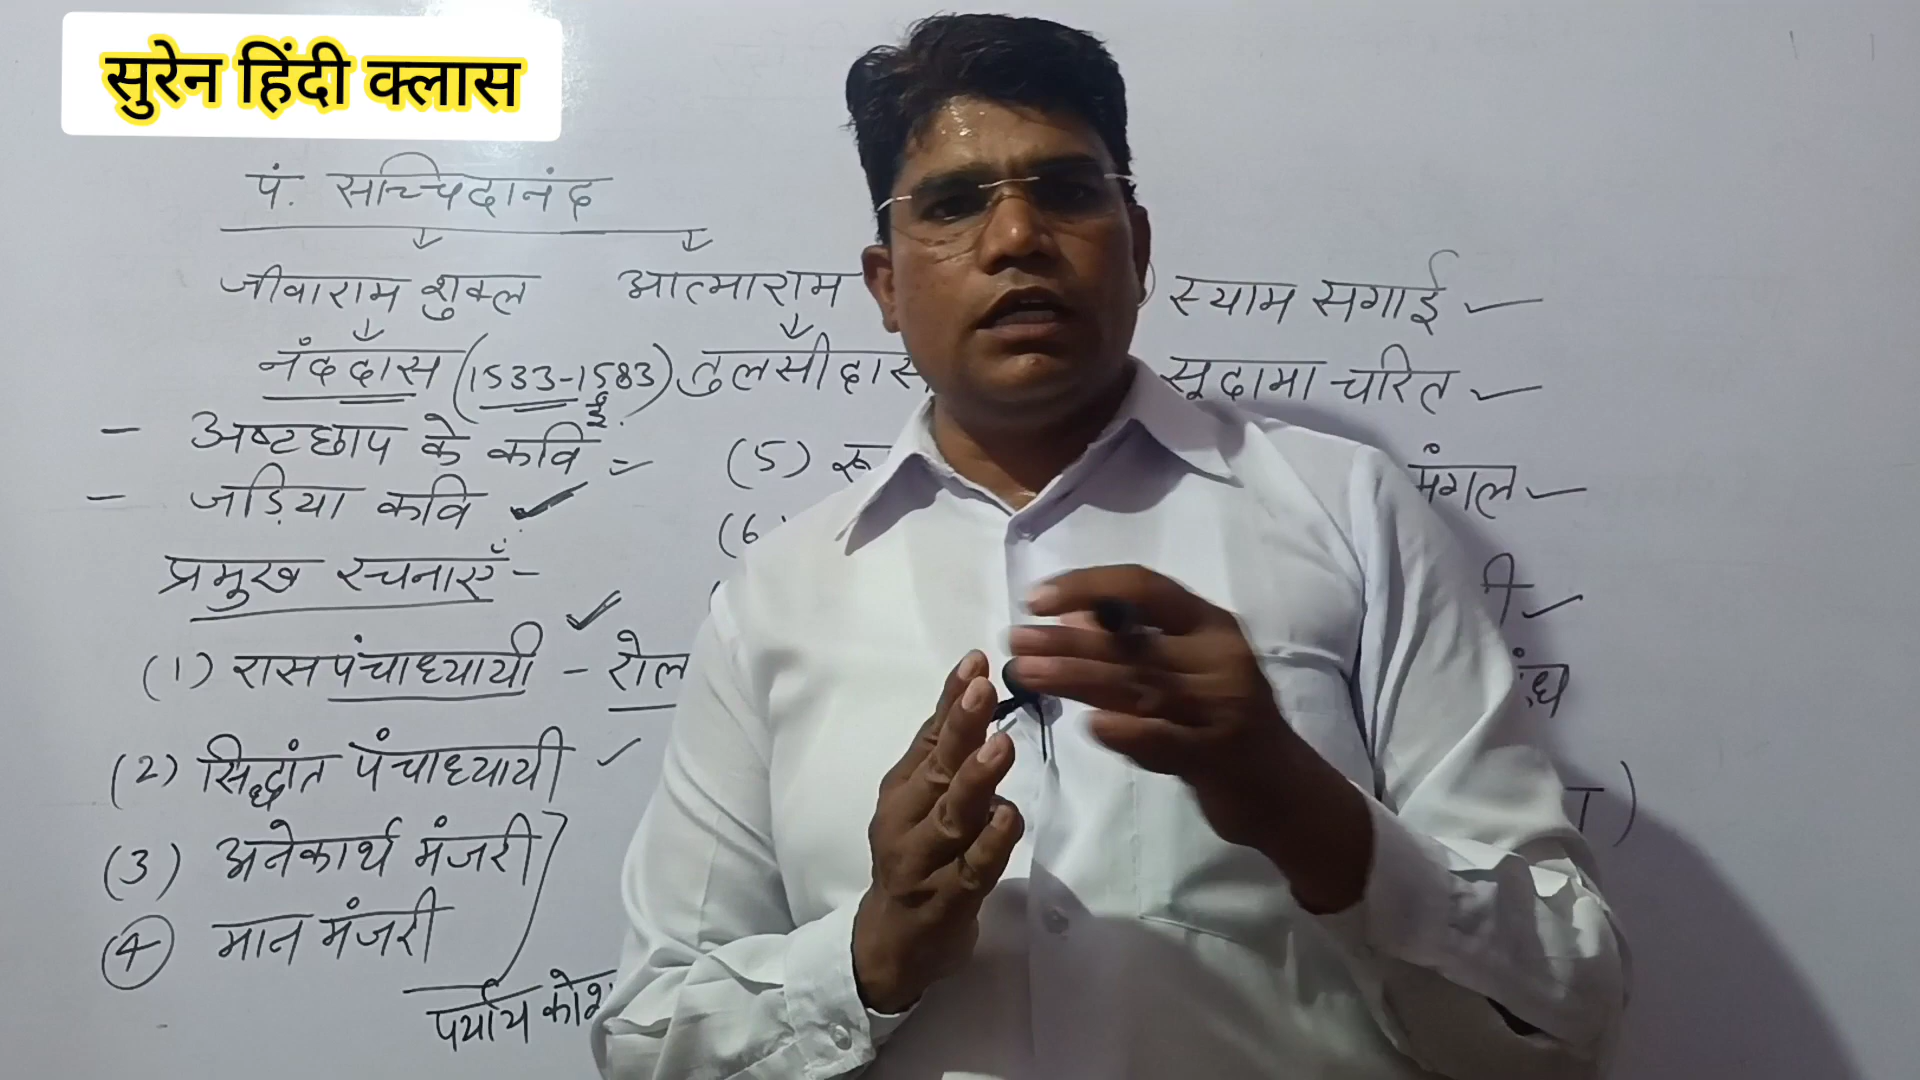 सुरेन हिंदी क्लास
पं. सच्चिदानंद
जीवाराम शुक्ल आत्माराम
नंददास (1533-1583) तुलसीदास
ई.
- अष्टछाप के कवि =
- जड़िया कवि
प्रमुख रचनाएँ -
(1) रासपंचाध्यायी - रोल
(2) सिद्धांत पंचाध्यायी
(3) अनेकार्थ मंजरी
(4) मान मंजरी
पर्याय कोश
स्याम सगाई
सूदामा चरित
(5) रू मंगल
(6